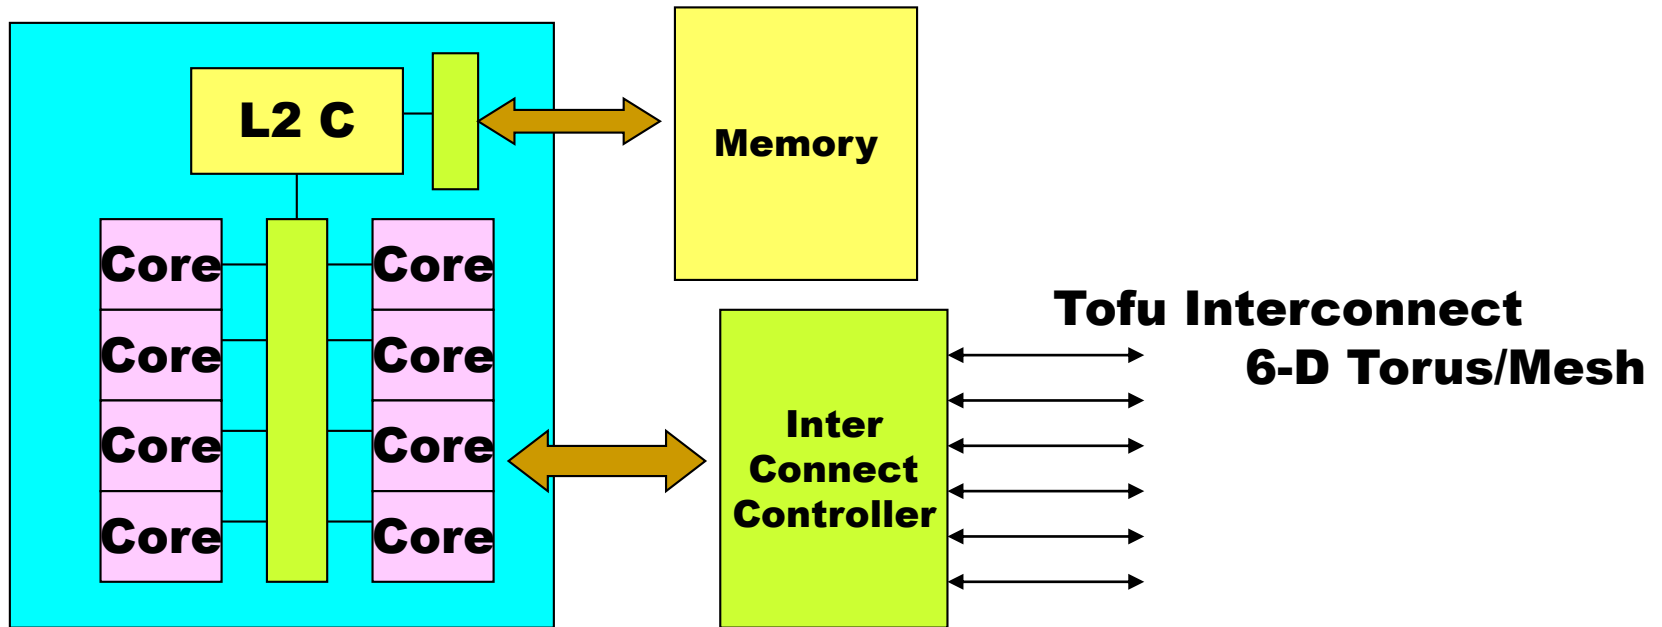 L2 C
Memory
Core Core
Core Core
Core Core
Core Core
Inter
Connect
Controller
Tofu Interconnect
6-D Torus/Mesh